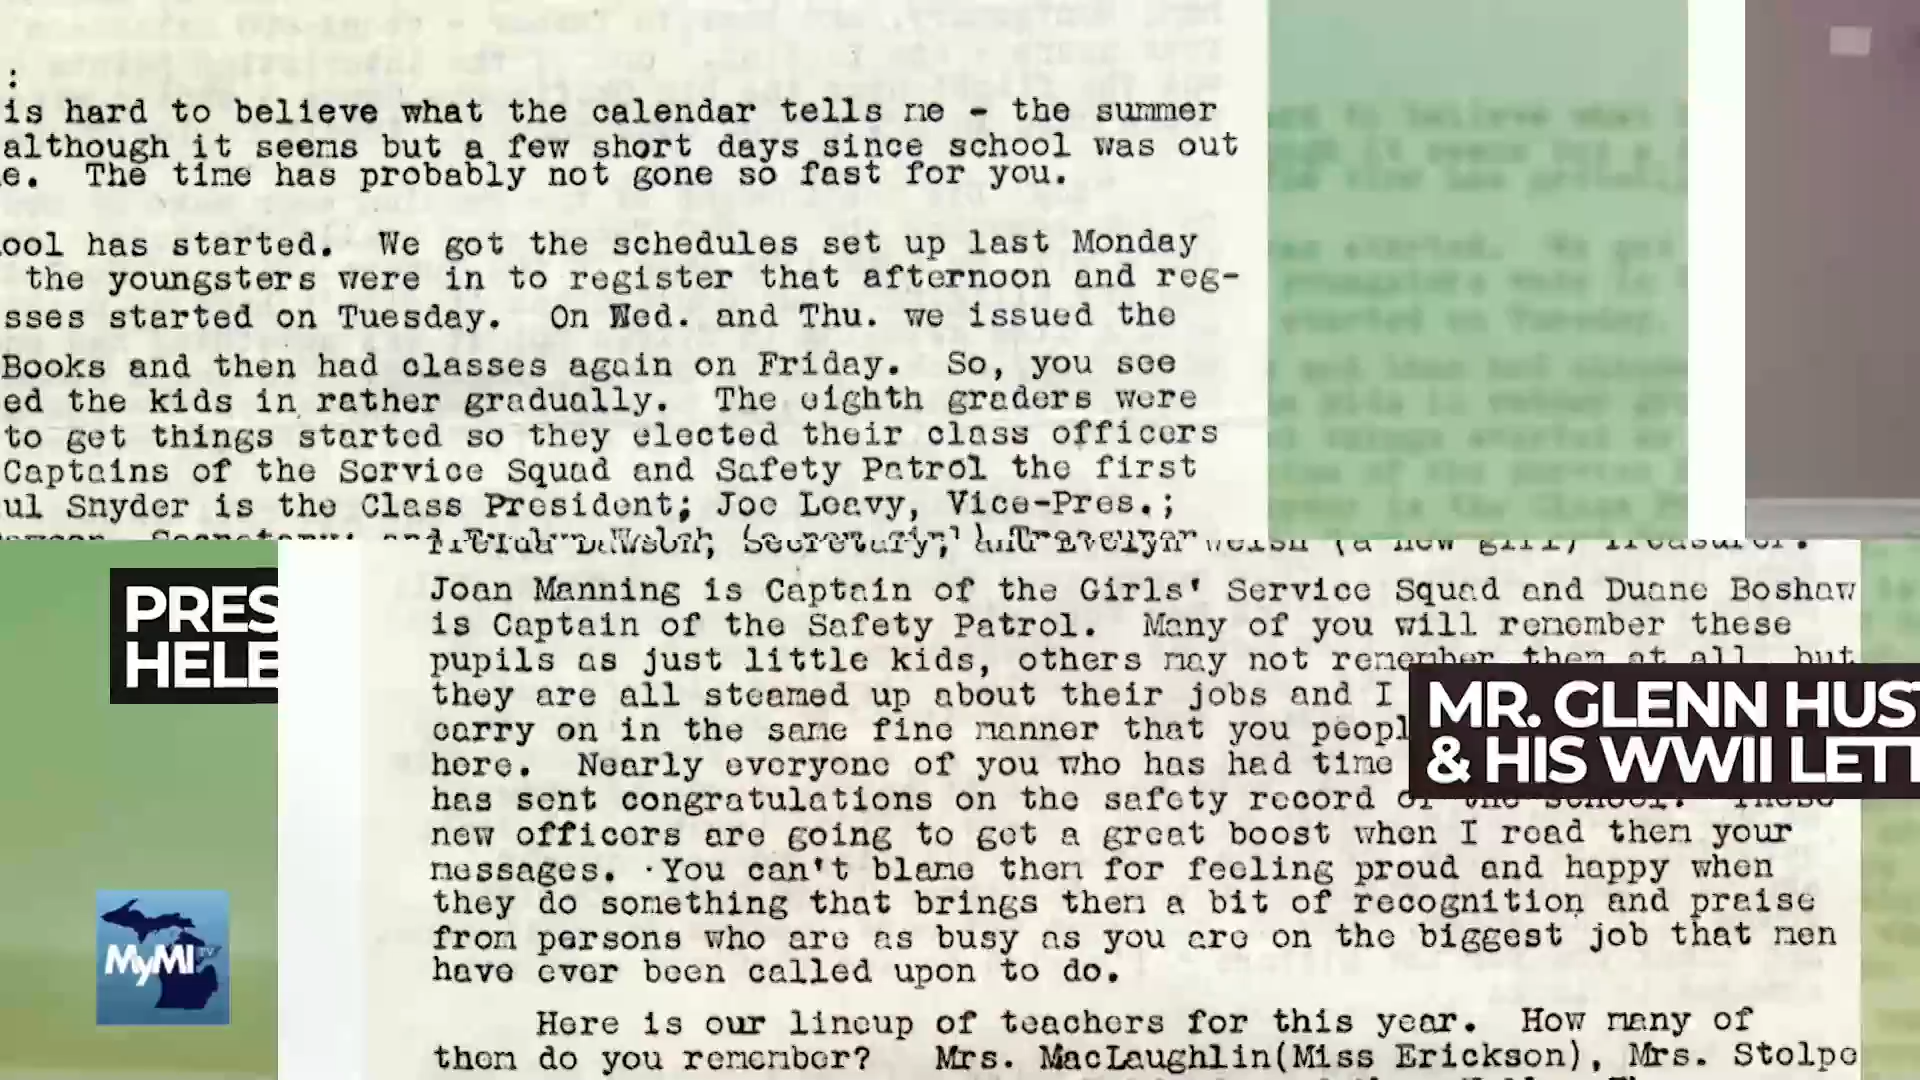 :
is hard to believe what the calendar tells me - the summer
although it seems but a few short days since school was out
e. The time has probably not gone so fast for you.
ool has started. We got the schedules set up last Monday
the youngsters were in to register that afternoon and reg-
sses started on Tuesday. On Wed. and Thu. we issued the
Books and then had classes again on Friday. So, you see
ed the kids in rather gradually. The eighth graders were
to get things started so they elected their class officers
Captains of the Service Squad and Safety Patrol the first
ul Snyder is the Class President; Joe Leavy, Vice-Pres.;
Secretary;
PRES
HELE
Joan Manning is Captain of the Girls' Service Squad and Duane Boshaw
is Captain of the Safety Patrol. Many of you will remember these
pupils as just little kids, others may not remember them at all, but
they are all steamed up about their jobs and I
carry on in the same fine manner that you peopl
here. Nearly everyone of you who has had time
has sent congratulations on the safety record of the school. These
new officers are going to get a great boost when I read them your
messages. You can't blame them for feeling proud and happy when
they do something that brings them a bit of recognition and praise
from persons who are as busy as you are on the biggest job that men
have ever been called upon to do.
Here is our lineup of teachers for this year. How many of
them do you remember? Mrs. MacLaughlin(Miss Erickson), Mrs. Stolpe
MR. GLENN HUS
& HIS WWII LETT
MyMI TV